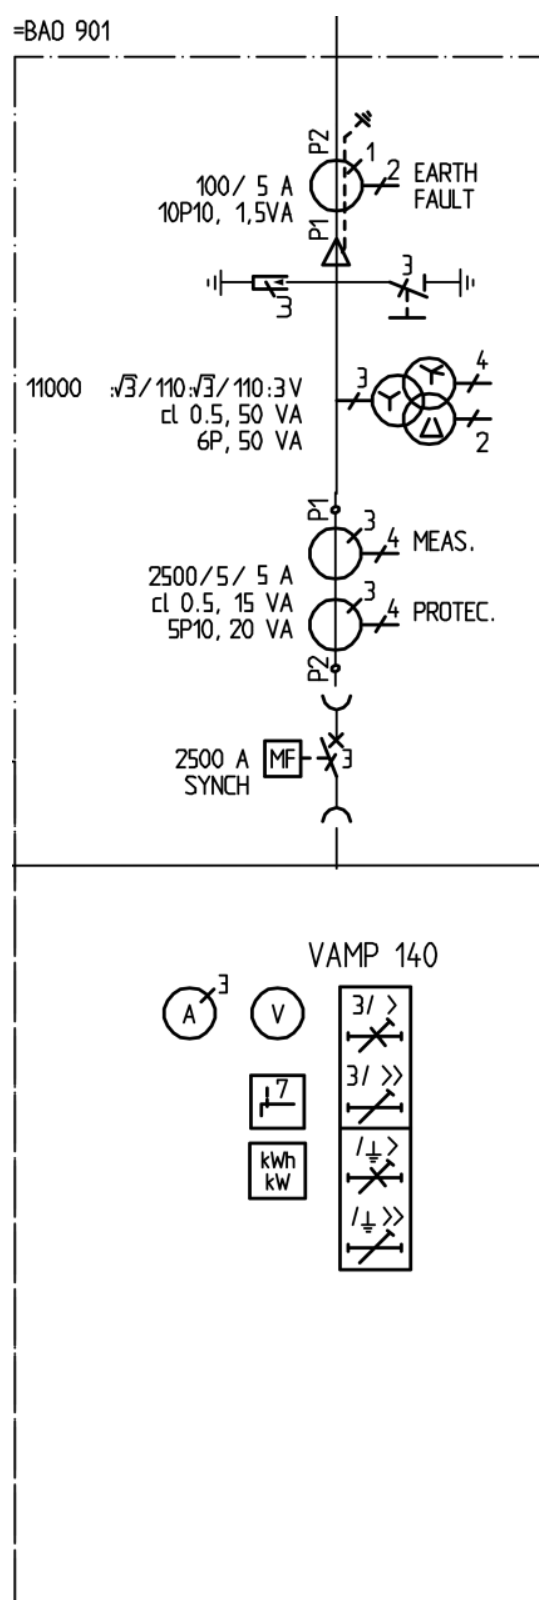 =BAO 901
P2
1
2
EARTH
FAULT
100/ 5 A
10P10, 1,5VA
P1
3
3
11000 :√3/110:√3/110:3V
cl 0.5, 50 VA
6P, 50 VA
3
4
2
P1
3
4 MEAS.
2500/5/ 5 A
cl 0.5, 15 VA
5P10, 20 VA
3
4 PROTEC.
P2
2500 A
SYNCH
MF
3
VAMP 140
A
3
V
3/ >
7
3/ >>
kWh
kW
/⏚>
/⏚>>